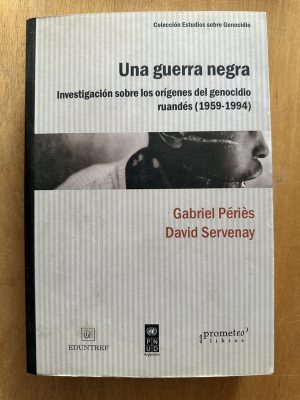 Colección Estudios sobre Genocidio
Una guerra negra
Investigación sobre los orígenes del genocidio
ruandés (1959-1994)
Gabriel Périès
David Servenay
EDUNTREF
P N
U D
Argentina
prometeo
libros